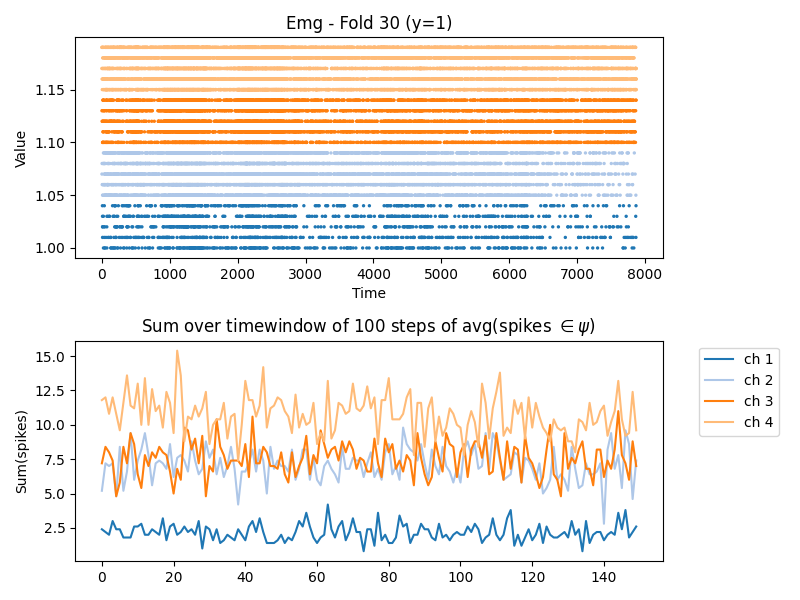 Emg - Fold 30 (y=1)
Value
1.15
1.10
1.05
1.00
0 1000 2000 3000 4000 5000 6000 7000 8000
Time
Sum over timewindow of 100 steps of avg(spikes ∈ ψ)
Sum(spikes)
15.0
12.5
10.0
7.5
5.0
2.5
0 20 40 60 80 100 120 140
ch 1
ch 2
ch 3
ch 4